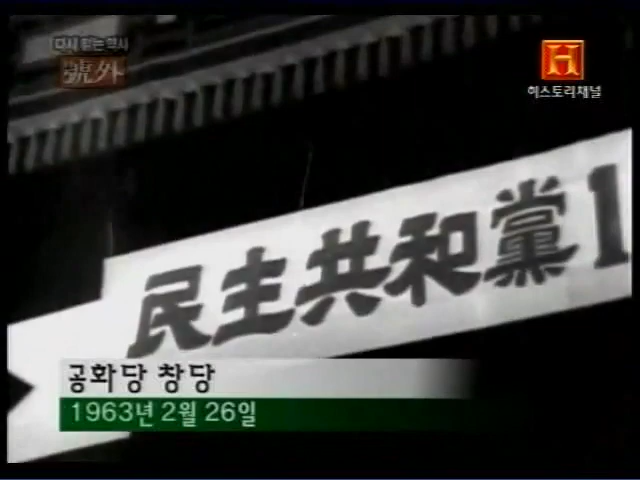 다시 읽는 역사
號外
H
히스토리채널
民主共和黨1
공화당 창당
1963년 2월 26일